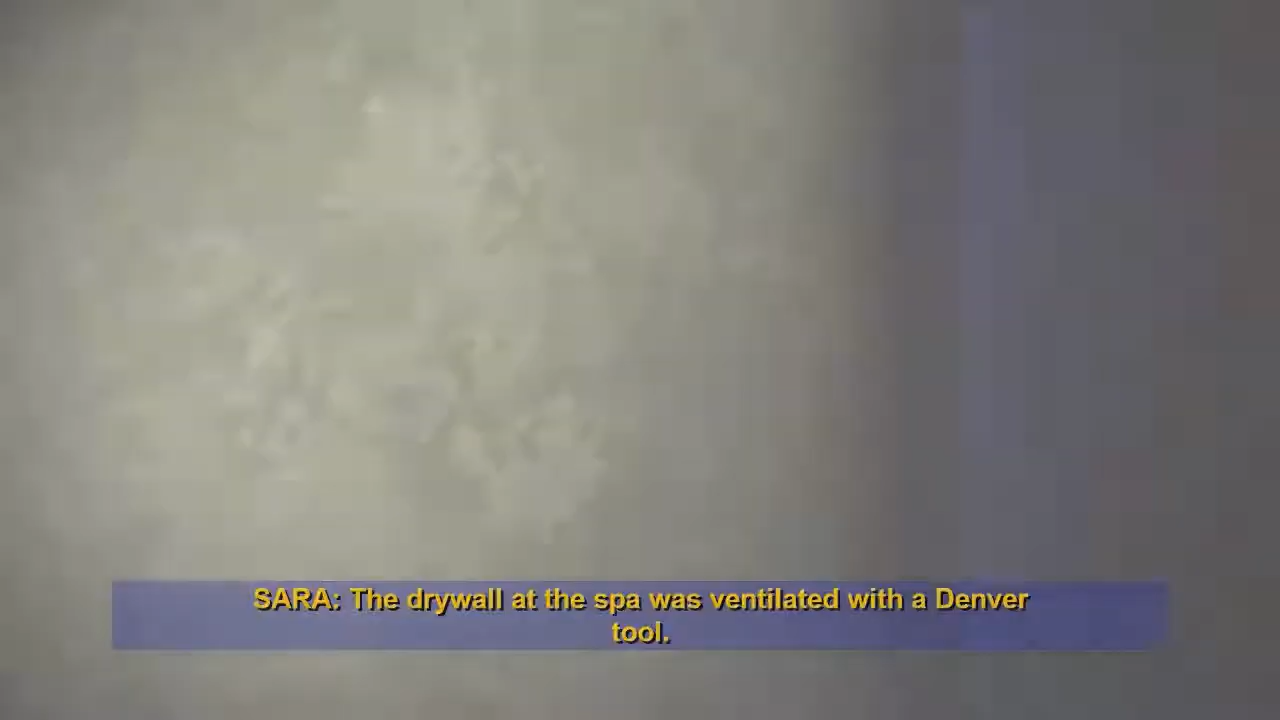 SARA: The drywall at the spa was ventilated with a Denver
tool.